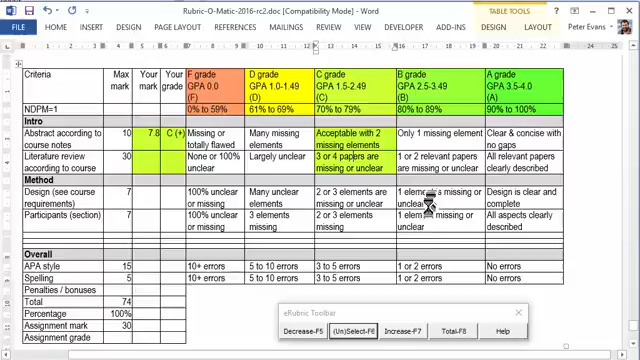 Rubric-O-Matic-2016-rc2.doc [Compatibility Mode] - Word
TABLE TOOLS
FILE HOME INSERT DESIGN PAGE LAYOUT REFERENCES MAILINGS REVIEW DEVELOPER ADD-INS DESIGN LAYOUT Peter Evans
Criteria Max mark Your mark Your grade F grade GPA 0.0 (F) D grade GPA 1.0-1.49 (D) C grade GPA 1.5-2.49 (C) B grade GPA 2.5-3.49 (B) A grade GPA 3.5-4.0 (A)
NDPM=1 0% to 59% 61% to 69% 70% to 79% 80% to 89% 90% to 100%
Intro
Abstract according to course notes 10 7.8 C (+) Missing or totally flawed Many missing elements Acceptable with 2 missing elements Only 1 missing element Clear & concise with no gaps
Literature review according to course 30 None or 100% unclear Largely unclear 3 or 4 papers are missing or unclear 1 or 2 relevant papers are missing or unclear All relevant papers clearly described
Method
Design (see course requirements) 7 100% unclear or missing Many unclear elements 2 or 3 elements are missing or unclear 1 element is missing or unclear Design is clear and complete
Participants (section) 7 100% unclear or missing 3 elements missing 2 or 3 elements missing 1 element missing or unclear All aspects clearly described
Overall
APA style 15 10+ errors 5 to 10 errors 3 to 5 errors 1 or 2 errors No errors
Spelling 5 10+ errors 5 to 10 errors 3 to 5 errors 1 or 2 errors No errors
Penalties / bonuses
Total 74
Percentage 100%
Assignment mark 30
Assignment grade
eRubric Toolbar
Decrease-F5 (Un)Select-F6 Increase-F7 Total-F8 Help